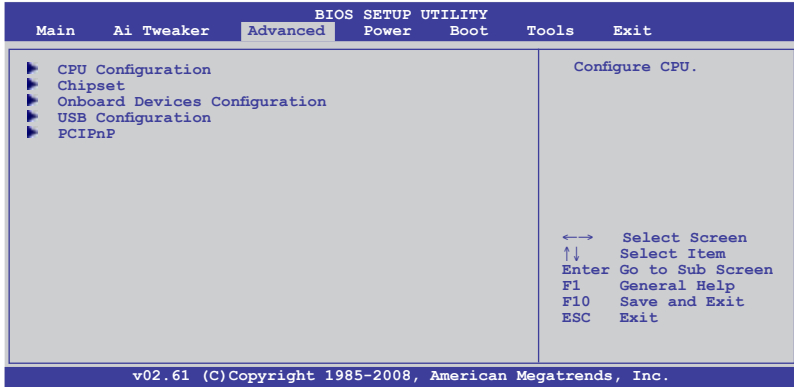 BIOS SETUP UTILITY
Main Ai Tweaker Advanced Power Boot Tools Exit
CPU Configuration
Chipset
Onboard Devices Configuration
USB Configuration
PCIPnP
Configure CPU.
←→ Select Screen
↑↓ Select Item
Enter Go to Sub Screen
F1 General Help
F10 Save and Exit
ESC Exit
v02.61 (C)Copyright 1985-2008, American Megatrends, Inc.